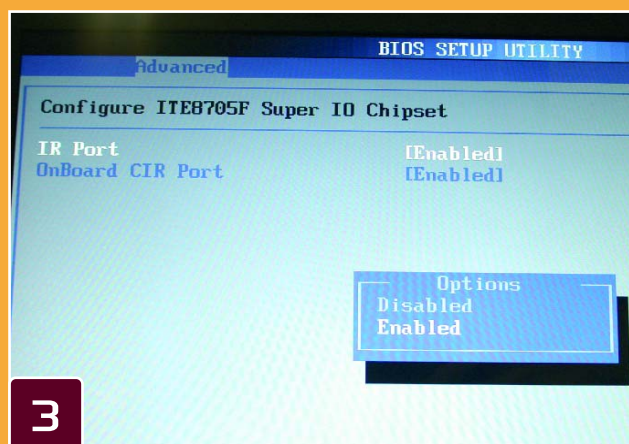 BIOS SETUP UTILITY
Advanced
Configure ITE8705F Super IO Chipset
IR Port [Enabled]
OnBoard CIR Port [Enabled]
Options
Disabled
Enabled
3